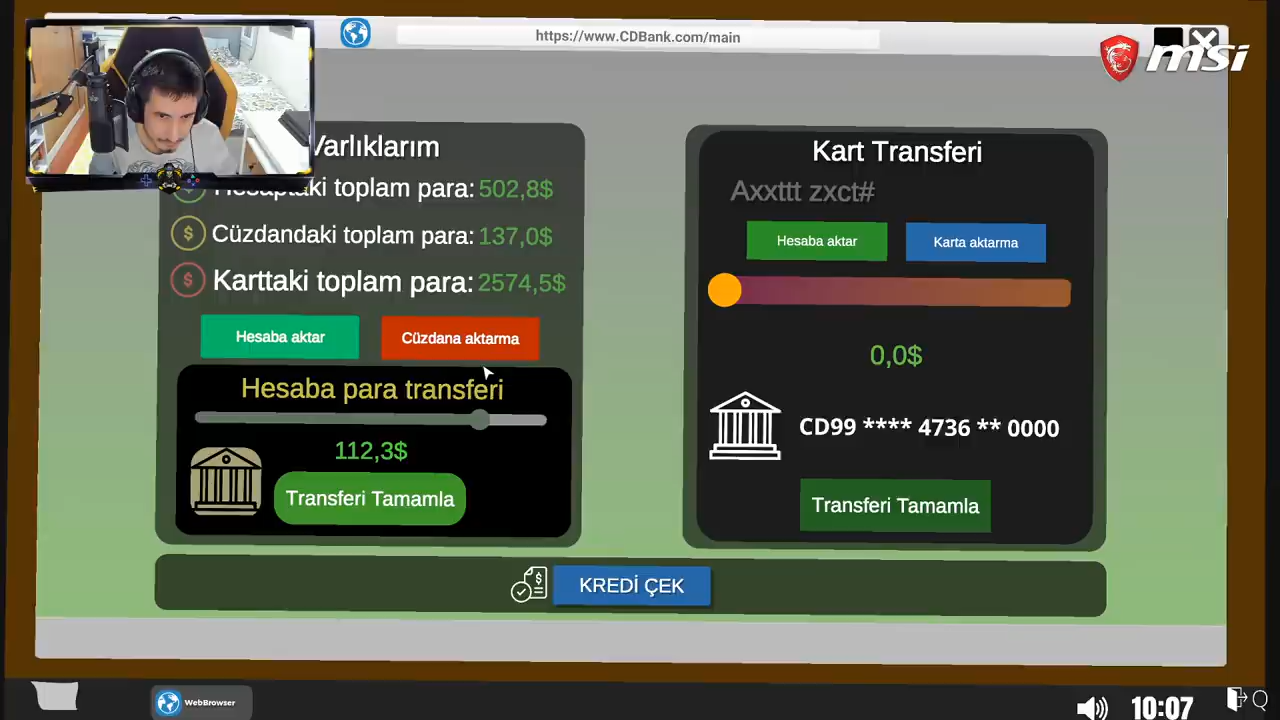 https://www.CDBank.com/main
msi
Varlıklarım
Hesaptaki toplam para: 502,8$
Cüzdandaki toplam para: 137,0$
Karttaki toplam para: 2574,5$
Hesaba aktar
Cüzdana aktarma
Hesaba para transferi
112,3$
Transferi Tamamla
Kart Transferi
Axxttt zxct#
Hesaba aktar
Karta aktarma
0,0$
CD99 **** 4736 ** 0000
Transferi Tamamla
KREDİ ÇEK
WebBrowser
10:07
Q